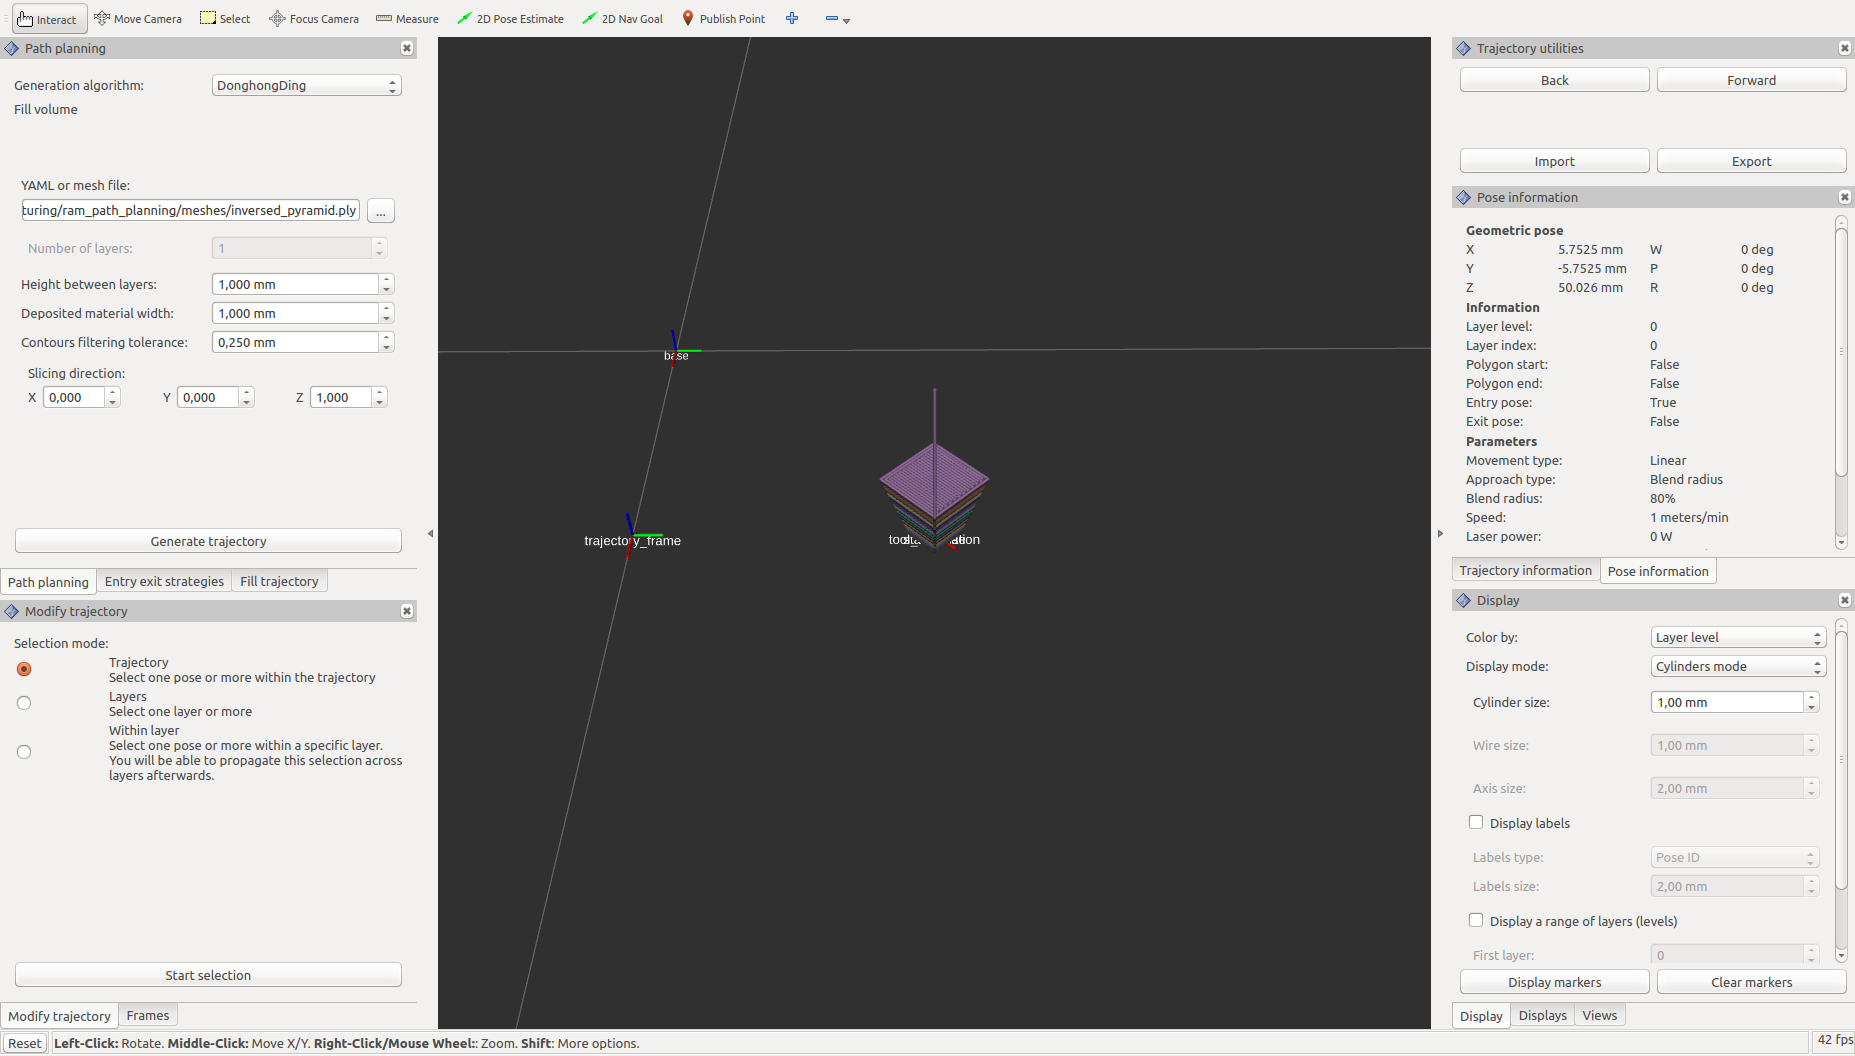 Interact Move Camera Select Focus Camera Measure 2D Pose Estimate 2D Nav Goal Publish Point
Path planning
Generation algorithm: DonghongDing
Fill volume
YAML or mesh file:
turing/ram_path_planning/meshes/inversed_pyramid.ply ...
Number of layers: 1
Height between layers: 1,000 mm
Deposited material width: 1,000 mm
Contours filtering tolerance: 0,250 mm
Slicing direction:
X 0,000 Y 0,000 Z 1,000
Generate trajectory
Path planning Entry exit strategies Fill trajectory
Modify trajectory
Selection mode:
Trajectory
Select one pose or more within the trajectory
Layers
Select one layer or more
Within layer
Select one pose or more within a specific layer.
You will be able to propagate this selection across
layers afterwards.
Start selection
Modify trajectory Frames
base
trajectory_frame
Trajectory utilities
Back Forward
Import Export
Pose information
Geometric pose
X 5.7525 mm W 0 deg
Y -5.7525 mm P 0 deg
Z 50.026 mm R 0 deg
Information
Layer level: 0
Layer index: 0
Polygon start: False
Polygon end: False
Entry pose: True
Exit pose: False
Parameters
Movement type: Linear
Approach type: Blend radius
Blend radius: 80%
Speed: 1 meters/min
Laser power: 0 W
Trajectory information Pose information
Display
Color by: Layer level
Display mode: Cylinders mode
Cylinder size: 1,00 mm
Wire size: 1,00 mm
Axis size: 2,00 mm
Display labels
Labels type: Pose ID
Labels size: 2,00 mm
Display a range of layers (levels)
First layer: 0
Display markers Clear markers
Display Displays Views
Reset Left-Click: Rotate. Middle-Click: Move X/Y. Right-Click/Mouse Wheel:: Zoom. Shift: More options. 42 fps